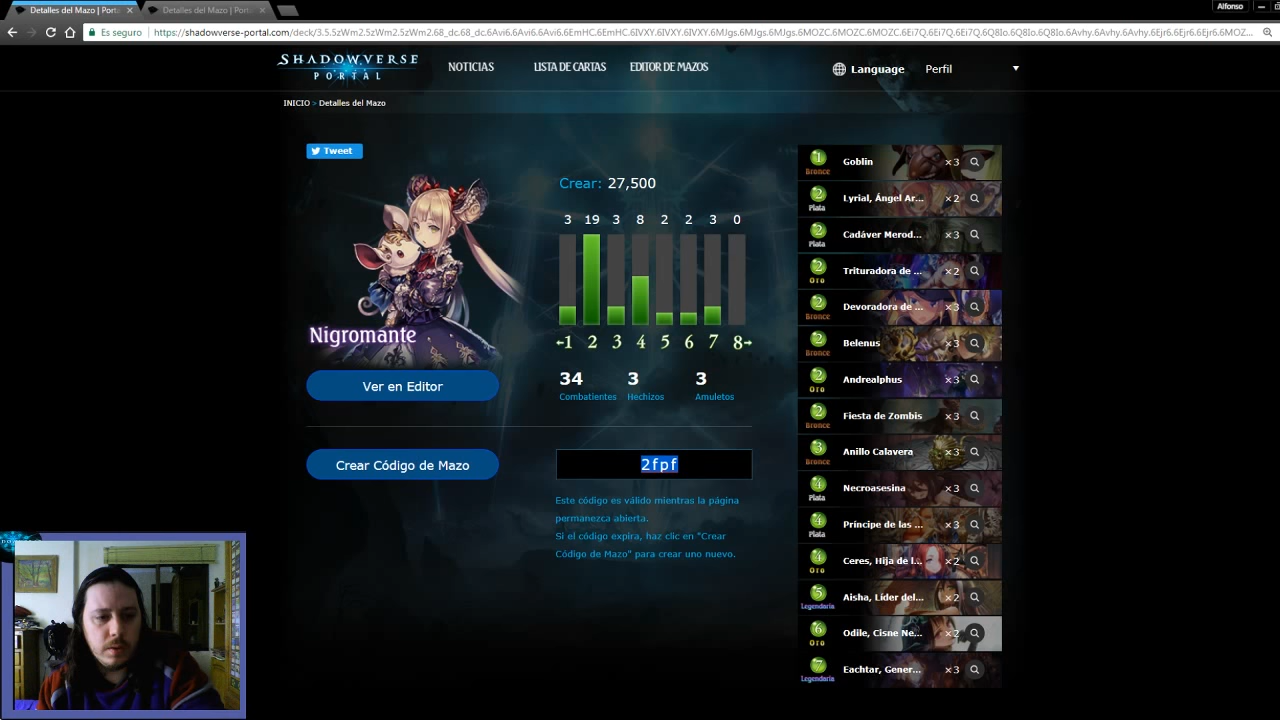 Detalles del Mazo | Porta
Detalles del Mazo | Porta
Alfonso
Es seguro
https://shadowverse-portal.com/deck/3.5.5zWm2.5zWm2.5zWm2.68_dc.68_dc.6Avi6.6Avi6.6Avi6.6EmHC.6EmHC.6IVXY.6IVXY.6IVXY.6MJgs.6MJgs.6MJgs.6MOZC.6MOZC.6MOZC.6Ei7Q.6Ei7Q.6Ei7Q.6Q8Io.6Q8Io.6Q8Io.6Avhy.6Avhy.6Avhy.6Ejr6.6Ejr6.6Ejr6.6MOZC...
SHADOWVERSE
PORTAL
NOTICIAS
LISTA DE CARTAS
EDITOR DE MAZOS
Language
Perfil
INICIO > Detalles del Mazo
Tweet
Nigromante
Ver en Editor
Crear Código de Mazo
Crear: 27,500
3 19 3 8 2 2 3 0
1 2 3 4 5 6 7 8
34 3 3
Combatientes Hechizos Amuletos
2fpf
Este código es válido mientras la página
permanezca abierta.
Si el código expira, haz clic en "Crear
Código de Mazo" para crear uno nuevo.
1 Bronce Goblin ×3
2 Plata Lyrial, Ángel Ar... ×2
2 Plata Cadáver Merod... ×3
2 Oro Trituradora de ... ×2
2 Bronce Devoradora de ... ×3
2 Bronce Belenus ×3
2 Oro Andrealphus ×3
2 Bronce Fiesta de Zombis ×3
3 Bronce Anillo Calavera ×3
4 Plata Necroasesina ×3
4 Plata Príncipe de las ... ×3
4 Oro Ceres, Hija de l... ×2
5 Legendaria Aisha, Líder del... ×2
6 Oro Odile, Cisne Ne... ×2
7 Legendaria Eachtar, Gener... ×3